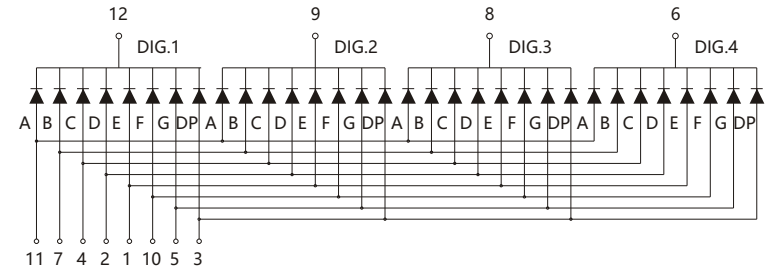 12 9 8 6
DIG.1 DIG.2 DIG.3 DIG.4
A B C D E F G DP A B C D E F G DP A B C D E F G DP A B C D E F G DP
11 7 4 2 1 10 5 3